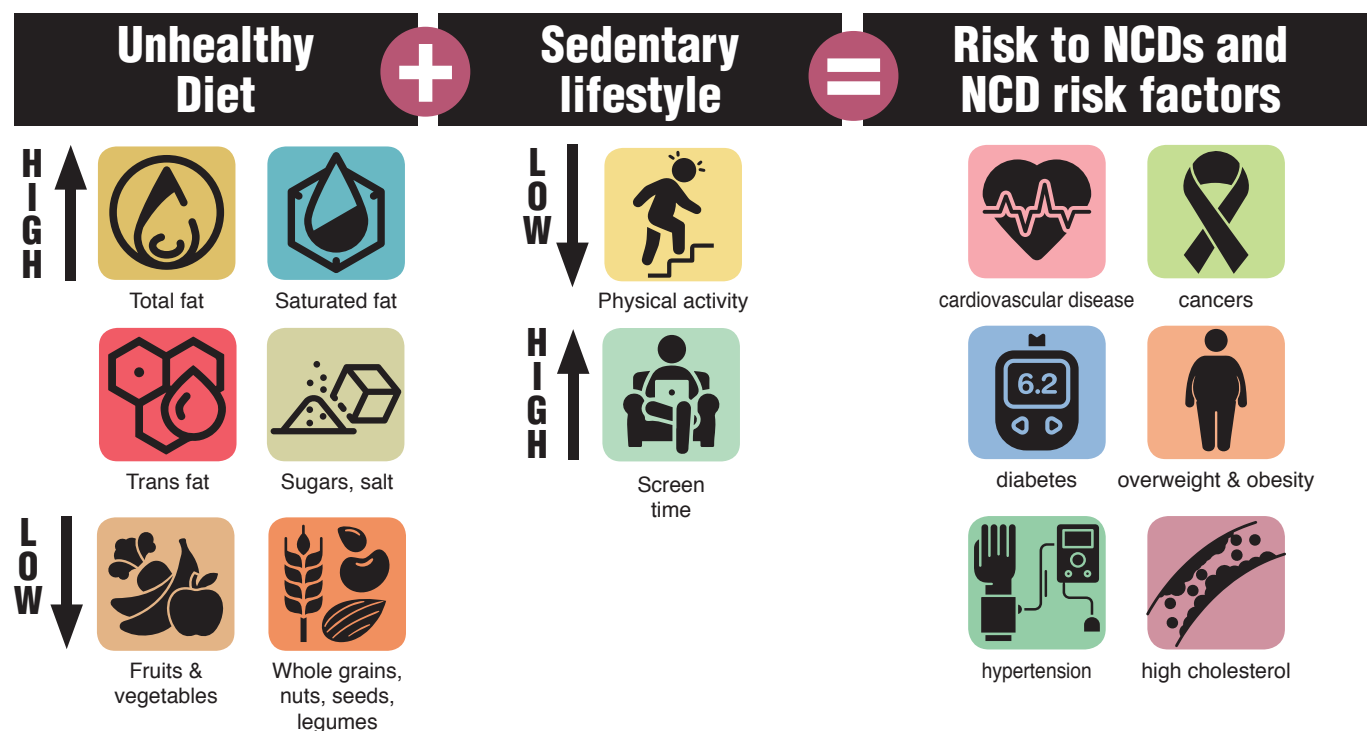 Unhealthy
Diet
+
Sedentary
lifestyle
=
Risk to NCDs and
NCD risk factors
HIGH
Total fat
Saturated fat
Trans fat
Sugars, salt
LOW
Fruits &
vegetables
Whole grains,
nuts, seeds,
legumes
LOW
Physical activity
HIGH
Screen
time
cardiovascular disease
cancers
6.2
diabetes
overweight & obesity
hypertension
high cholesterol